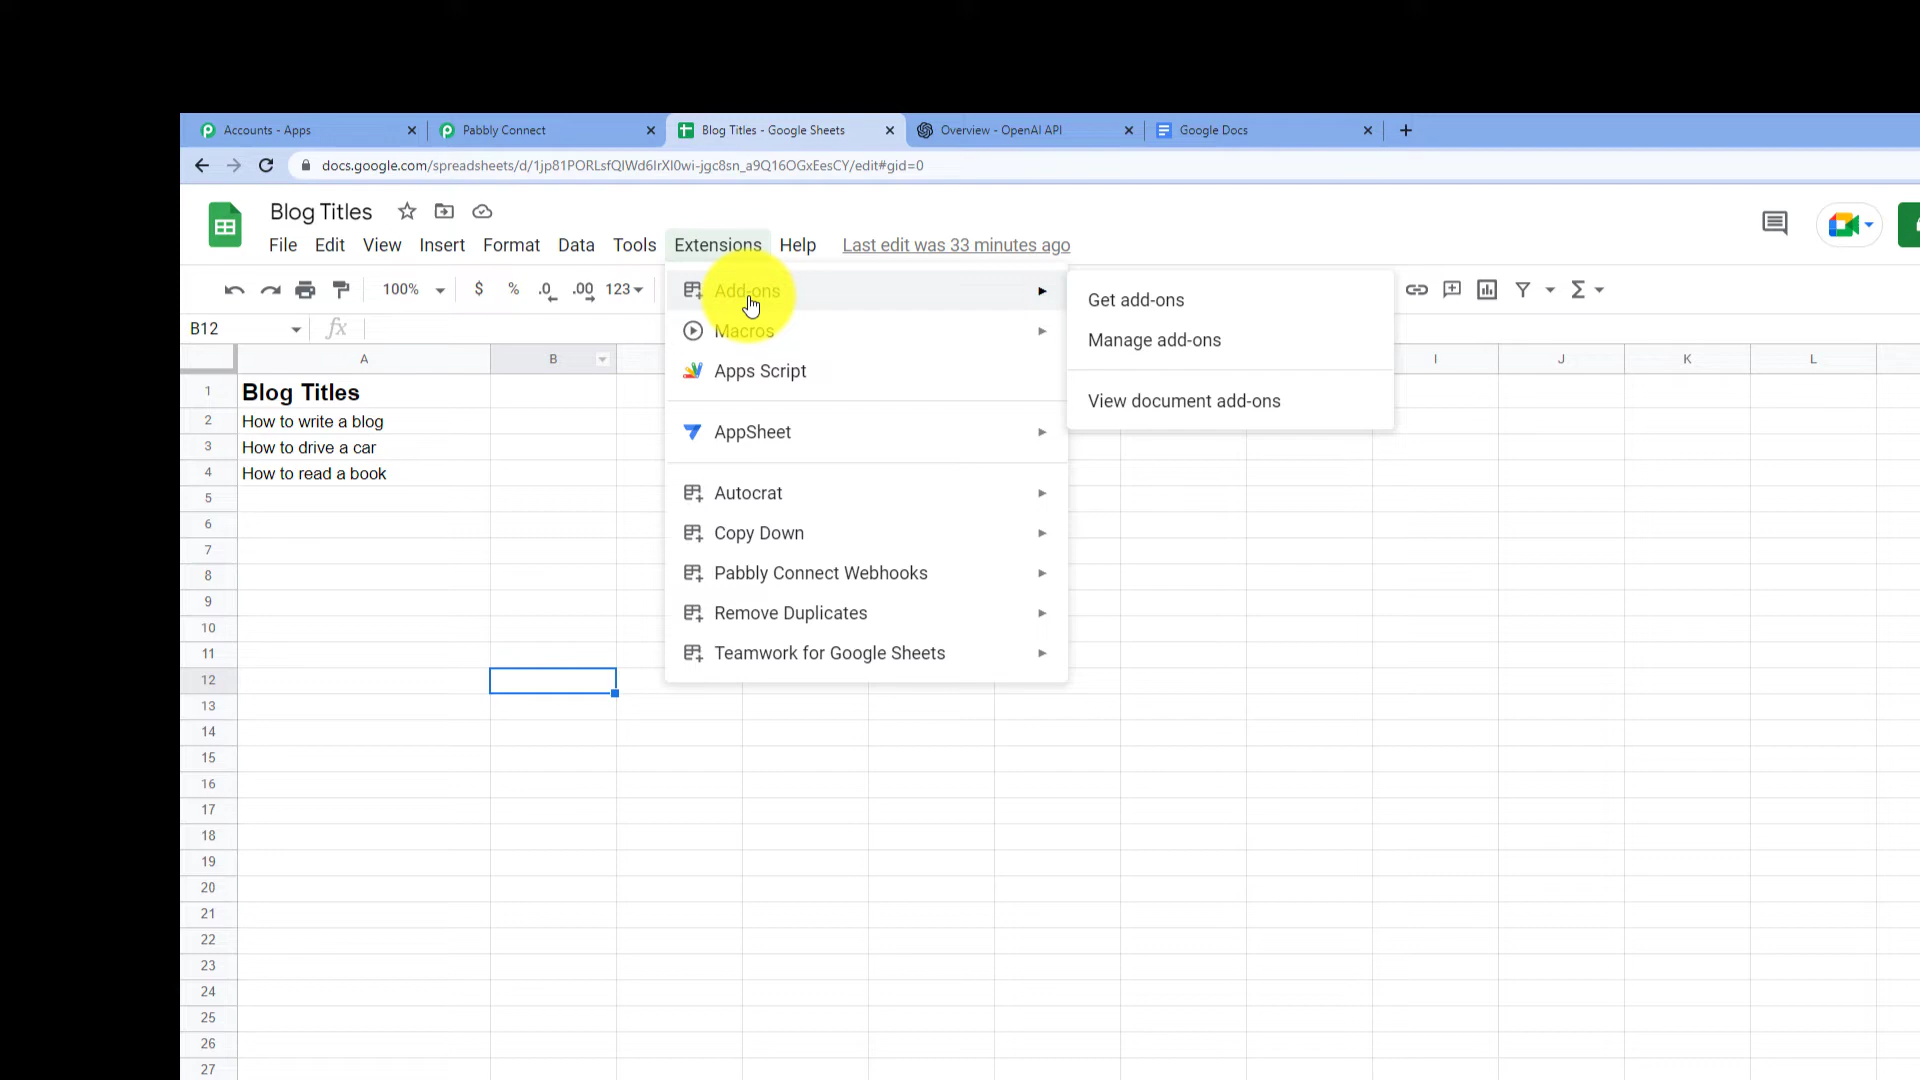 Accounts - Apps
Pabbly Connect
Blog Titles - Google Sheets
Overview - OpenAI API
Google Docs
docs.google.com/spreadsheets/d/1jp81PORLsfQIWd6IrXI0wi-jgc8sn_a9Q16OGxEesCY/edit#gid=0
Blog Titles
File Edit View Insert Format Data Tools Extensions Help Last edit was 33 minutes ago
100% $ % .0 .00 123
B12
fx
Add-ons
Macros
Apps Script
AppSheet
Autocrat
Copy Down
Pabbly Connect Webhooks
Remove Duplicates
Teamwork for Google Sheets
Get add-ons
Manage add-ons
View document add-ons
A B I J K L
1 Blog Titles
2 How to write a blog
3 How to drive a car
4 How to read a book
5
6
7
8
9
10
11
12
13
14
15
16
17
18
19
20
21
22
23
24
25
26
27